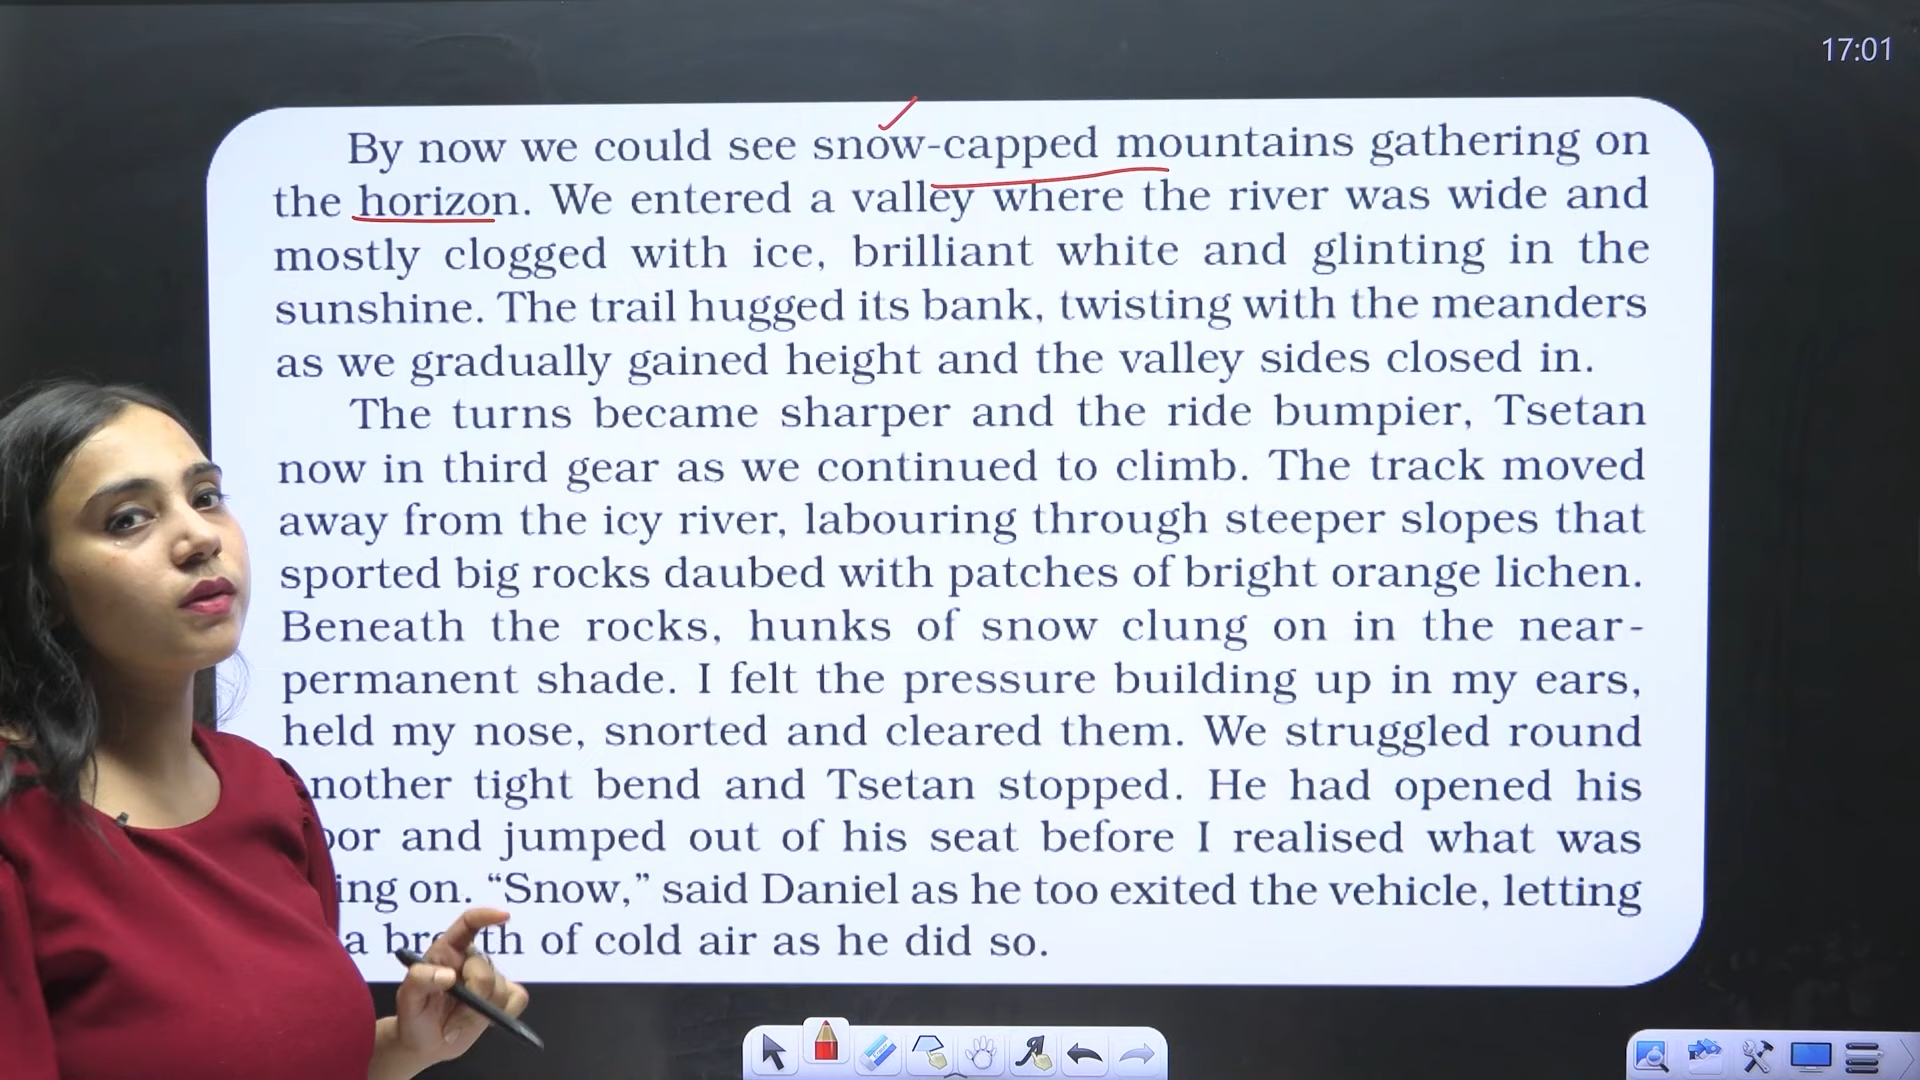 17:01
By now we could see snow-capped mountains gathering on
the horizon. We entered a valley where the river was wide and
mostly clogged with ice, brilliant white and glinting in the
sunshine. The trail hugged its bank, twisting with the meanders
as we gradually gained height and the valley sides closed in.
The turns became sharper and the ride bumpier, Tsetan
now in third gear as we continued to climb. The track moved
away from the icy river, labouring through steeper slopes that
sported big rocks daubed with patches of bright orange lichen.
Beneath the rocks, hunks of snow clung on in the near-
permanent shade. I felt the pressure building up in my ears,
held my nose, snorted and cleared them. We struggled round
nother tight bend and Tsetan stopped. He had opened his
oor and jumped out of his seat before I realised what was
ing on. “Snow,” said Daniel as he too exited the vehicle, letting
a of cold air as he did so.